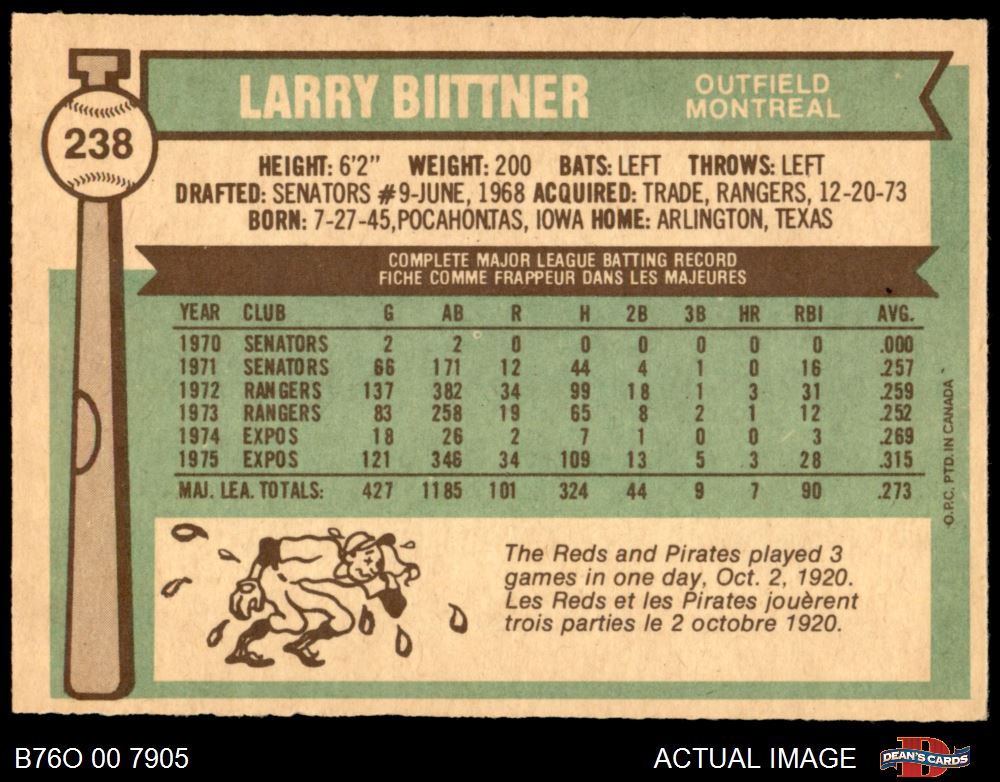 238
LARRY BIITTNER
OUTFIELD
MONTREAL
HEIGHT: 6'2" WEIGHT: 200 BATS: LEFT THROWS: LEFT
DRAFTED: SENATORS #9-JUNE, 1968 ACQUIRED: TRADE, RANGERS, 12-20-73
BORN: 7-27-45, POCAHONTAS, IOWA HOME: ARLINGTON, TEXAS
COMPLETE MAJOR LEAGUE BATTING RECORD
FICHE COMME FRAPPEUR DANS LES MAJEURES
YEAR CLUB G AB R H 2B 3B HR RBI AVG.
1970 SENATORS 2 2 0 0 0 0 0 0 .000
1971 SENATORS 66 171 12 44 4 1 0 16 .257
1972 RANGERS 137 382 34 99 18 1 3 31 .259
1973 RANGERS 83 258 19 65 8 2 1 12 .252
1974 EXPOS 18 26 2 7 1 0 0 3 .269
1975 EXPOS 121 346 34 109 13 5 3 28 .315
MAJ. LEA. TOTALS: 427 1185 101 324 44 9 7 90 .273
O.P.C. PTD. IN CANADA
The Reds and Pirates played 3
games in one day, Oct. 2, 1920.
Les Reds et les Pirates jouèrent
trois parties le 2 octobre 1920.
B76O 00 7905
ACTUAL IMAGE
DEAN'S CARDS